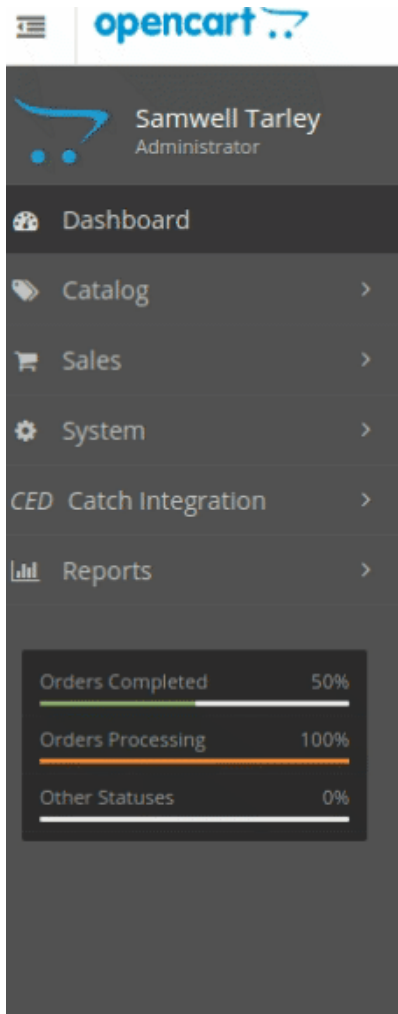 opencart
Samwell Tarley
Administrator
Dashboard
Catalog
Sales
System
CED Catch Integration
Reports
Orders Completed 50%
Orders Processing 100%
Other Statuses 0%